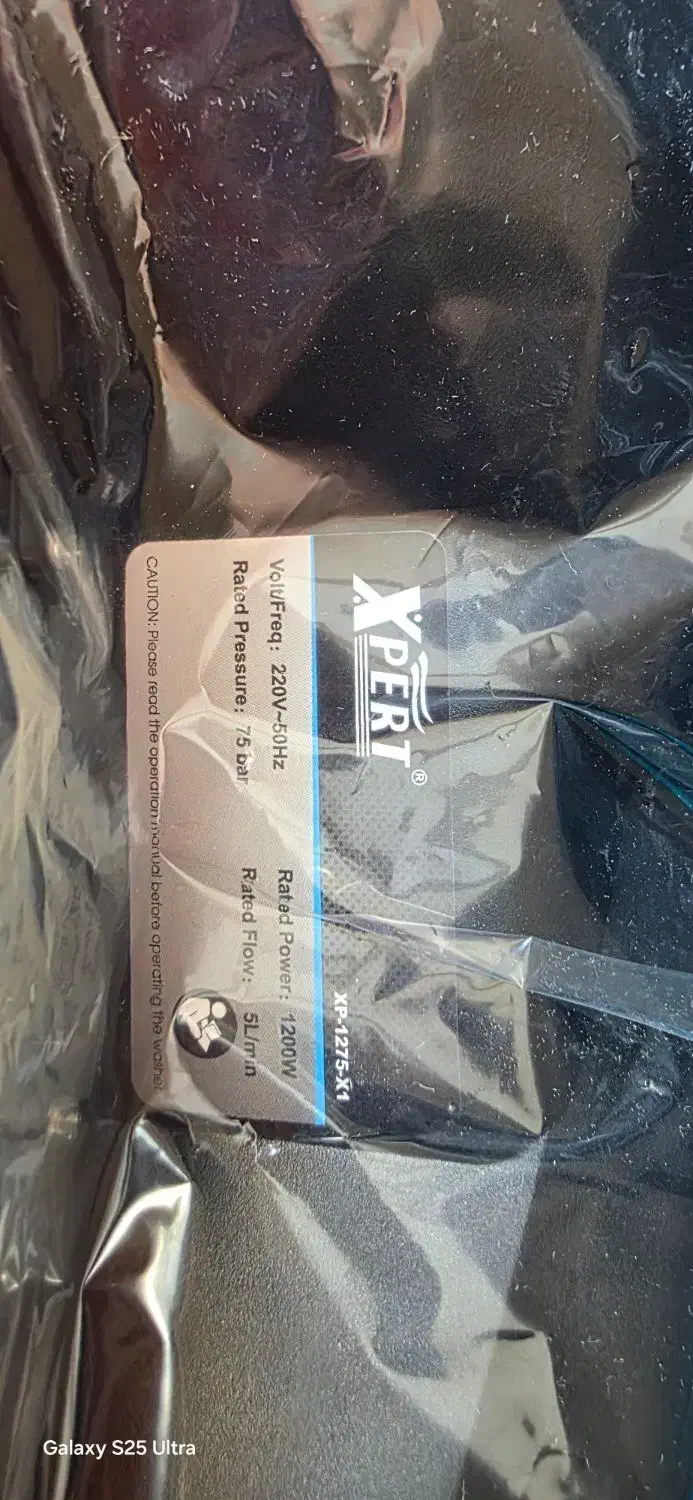 XPERT®
XP-1275-X1
Volt/Freq: 220V~50Hz Rated Power: 1200W
Rated Pressure: 75 bar Rated Flow: 5L/min
CAUTION: Please read the operation manual before operating the washer.
Galaxy S25 Ultra